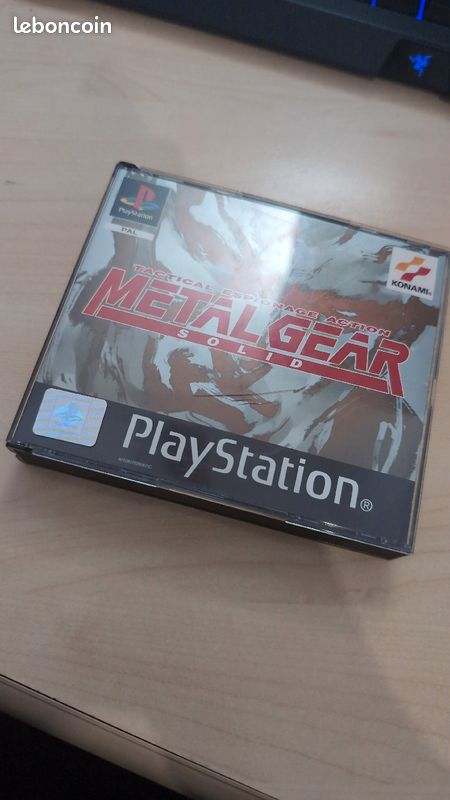 leboncoin
PlayStation
PAL
KONAMI®
TACTICAL ESPIONAGE ACTION
METAL GEAR
SOLID
PlayStation®